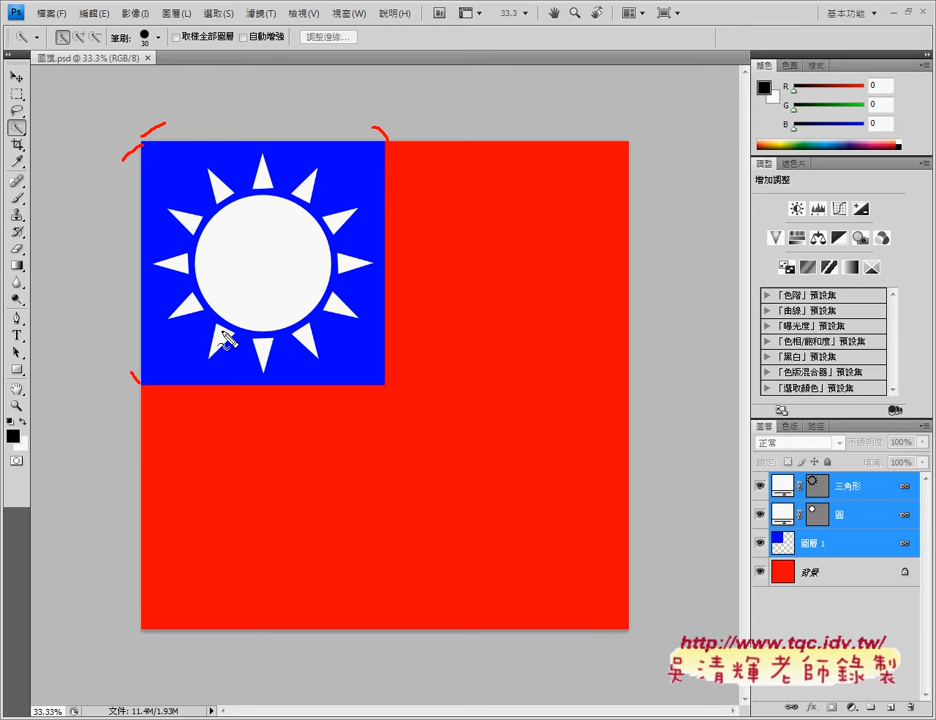 Ps 檔案(F) 編輯(E) 影像(I) 圖層(L) 選取(S) 濾鏡(T) 檢視(V) 視窗(W) 說明(H) Br 33.3 基本功能
筆刷: 30 取樣全部圖層 自動增強 調整邊緣...
國旗.psd @ 33.3% (RGB/8)
顏色 色票 樣式
R 0
G 0
B 0
調整 遮色片
增加調整
「色階」預設集
「曲線」預設集
「曝光度」預設集
「色相/飽和度」預設集
「黑白」預設集
「色版混合器」預設集
「選取顏色」預設集
圖層 色版 路徑
正常 不透明度: 100%
鎖定: 填滿: 100%
三角形
圓
圖層 1
背景
http://www.tqc.idv.tw/
吳清輝老師錄製
33.33% 文件: 11.4M/1.93M